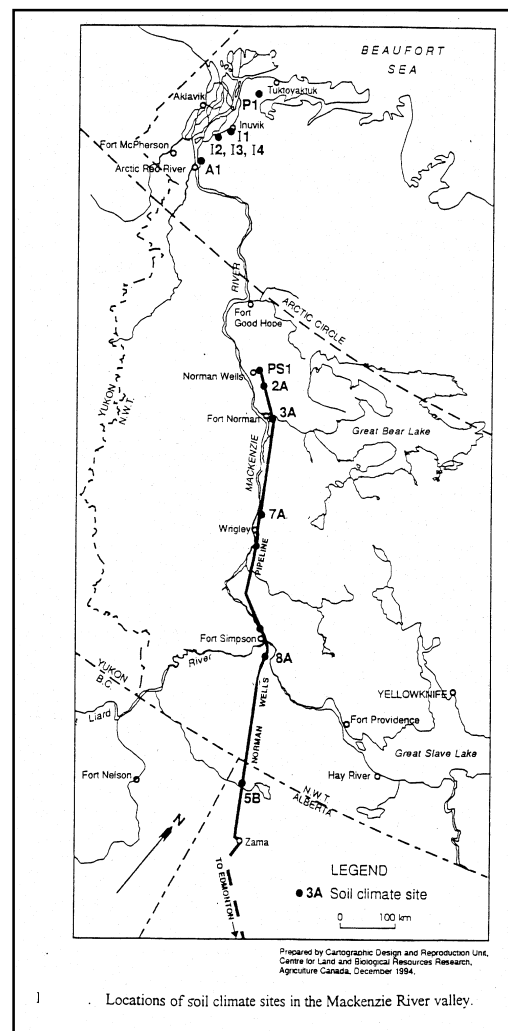 BEAUFORT
SEA
Tuktoyaktuk
P1
Aklavik
Inuvik
I1
I2, I3, I4
Fort McPherson
Arctic Red River
A1
RIVER
Fort
Good Hope
ARCTIC CIRCLE
PS1
Norman Wells
2A
YUKON
N.W.T.
Fort Norman
3A
Great Bear Lake
MACKENZIE
7A
Wrigley
PIPELINE
Fort Simpson
8A
River
YUKON
B.C.
WELLS
YELLOWKNIFE
Liard
Fort Providence
NORMAN
Great Slave Lake
Fort Nelson
Hay River
N.W.T.
ALBERTA
5B
N
Zama
TO EDMONTON
LEGEND
3A Soil climate site
0 100 km
Prepared by Cartographic Design and Reproduction Unit,
Centre for Land and Biological Resources Research,
Agriculture Canada, December 1994.
Locations of soil climate sites in the Mackenzie River valley.